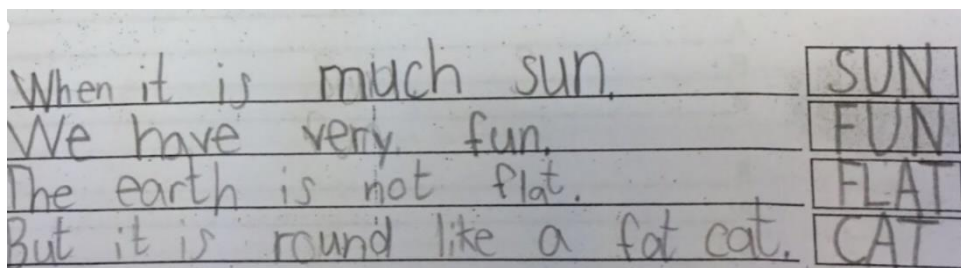 When it is much sun. SUN
We have very fun. FUN
The earth is not flat. FLAT
But it is round like a fat cat. CAT